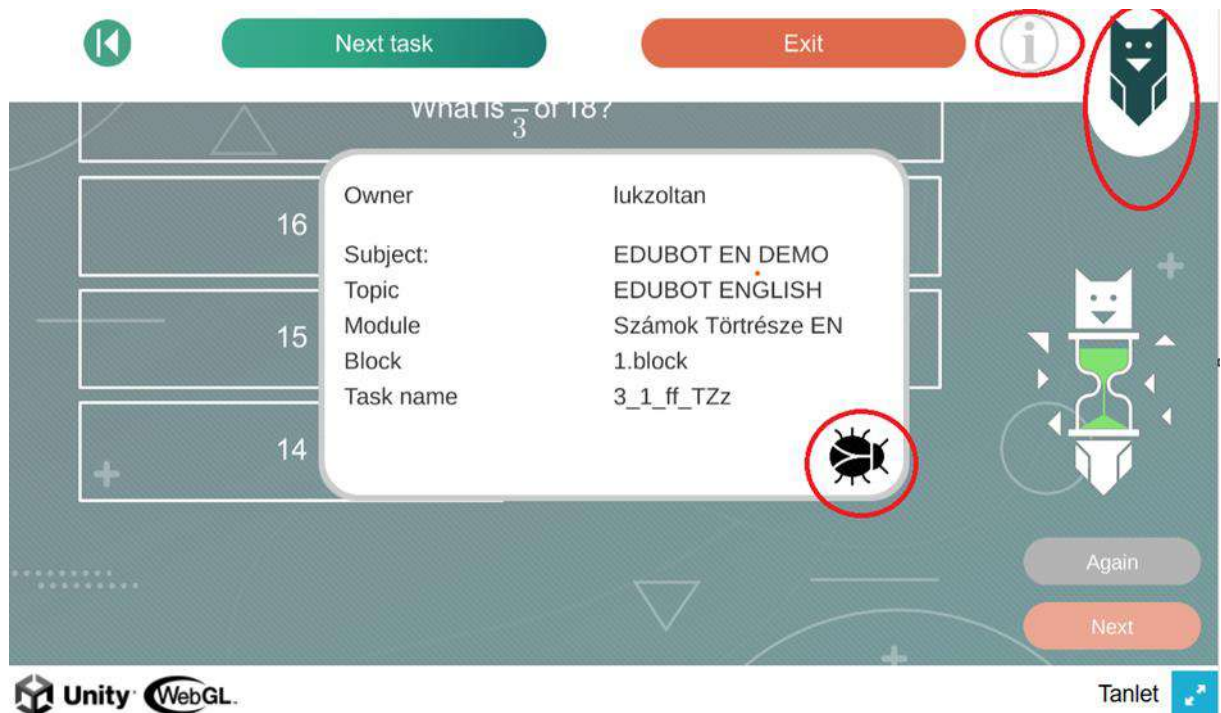 Next task
Exit
i
What is — of 18?
3
16
15
14
Owner lukzoltan
Subject: EDUBOT EN DEMO
Topic EDUBOT ENGLISH
Module Számok Törtrésze EN
Block 1.block
Task name 3_1_ff_TZz
Again
Next
Unity WebGL
Tanlet